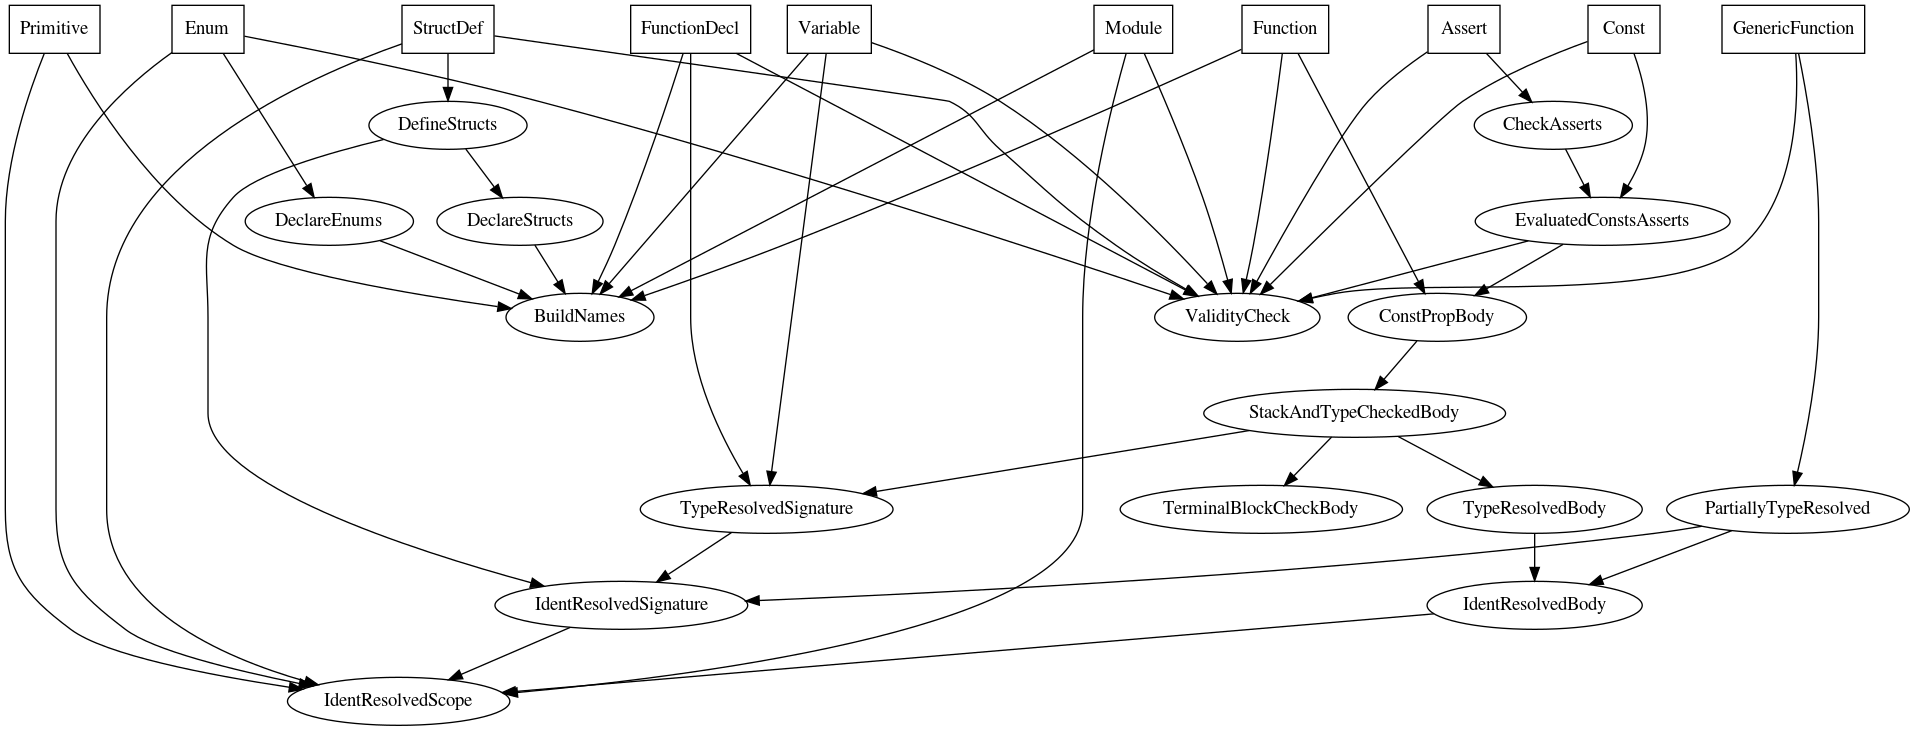 Primitive
Enum
StructDef
FunctionDecl
Variable
Module
Function
Assert
Const
GenericFunction
DefineStructs
CheckAsserts
DeclareEnums
DeclareStructs
EvaluatedConstsAsserts
BuildNames
ValidityCheck
ConstPropBody
StackAndTypeCheckedBody
TypeResolvedSignature
TerminalBlockCheckBody
TypeResolvedBody
PartiallyTypeResolved
IdentResolvedSignature
IdentResolvedBody
IdentResolvedScope